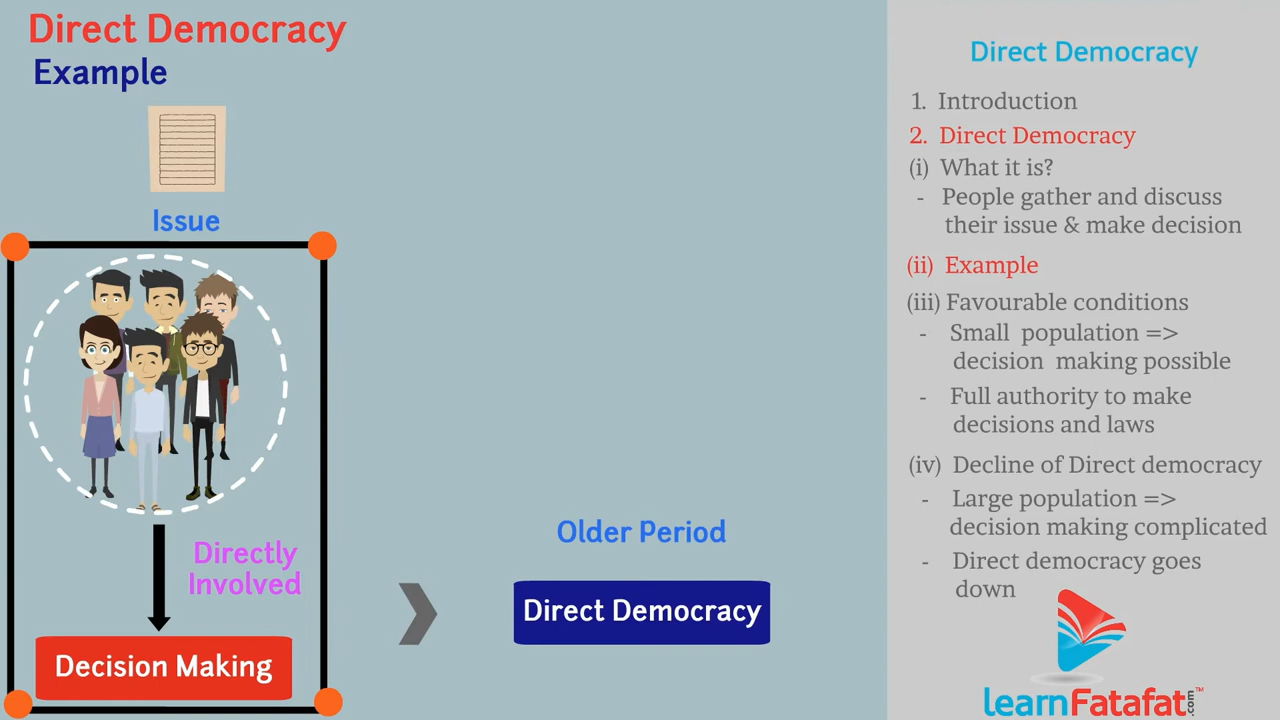 Direct Democracy
Example
Issue
Directly
Involved
Decision Making
Older Period
Direct Democracy
Direct Democracy
1. Introduction
2. Direct Democracy
(i) What it is?
- People gather and discuss
their issue & make decision
(ii) Example
(iii) Favourable conditions
- Small population =>
decision making possible
- Full authority to make
decisions and laws
(iv) Decline of Direct democracy
- Large population =>
decision making complicated
- Direct democracy goes
down
learnFatafat.com™